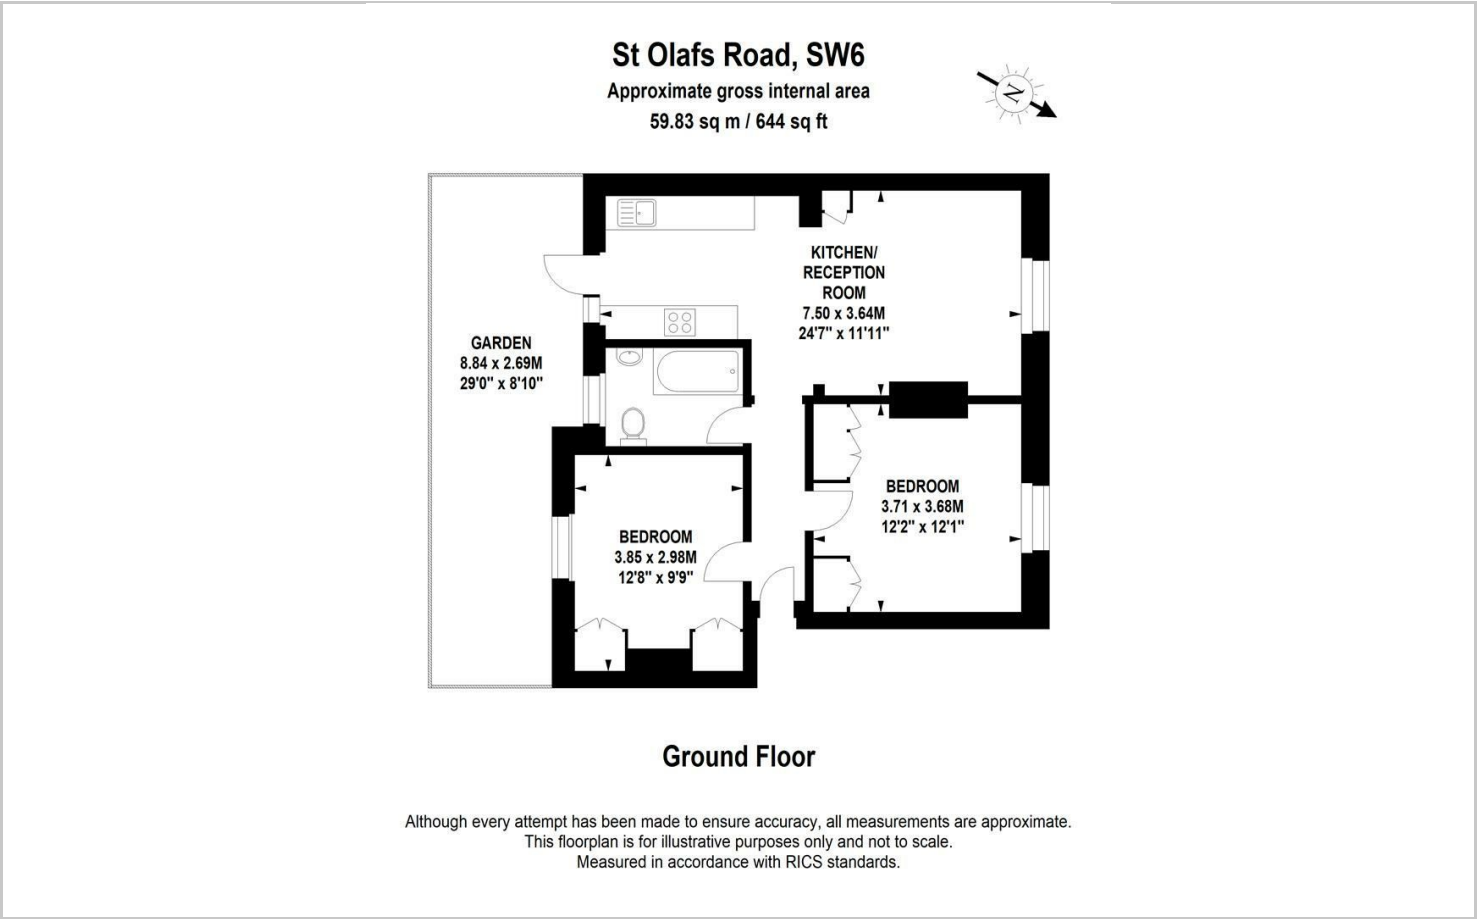 St Olafs Road, SW6
Approximate gross internal area
59.83 sq m / 644 sq ft
N
KITCHEN/
RECEPTION
ROOM
7.50 x 3.64M
24'7" x 11'11"
GARDEN
8.84 x 2.69M
29'0" x 8'10"
BEDROOM
3.71 x 3.68M
12'2" x 12'1"
BEDROOM
3.85 x 2.98M
12'8" x 9'9"
Ground Floor
Although every attempt has been made to ensure accuracy, all measurements are approximate.
This floorplan is for illustrative purposes only and not to scale.
Measured in accordance with RICS standards.